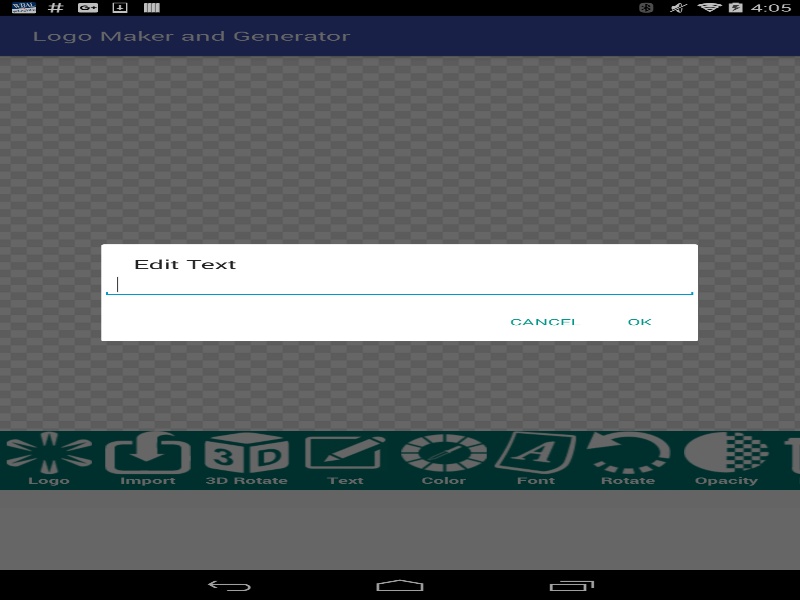 4:05
Logo Maker and Generator
Edit Text
CANCEL OK
Logo Import 3D Rotate Text Color Font Rotate Opacity